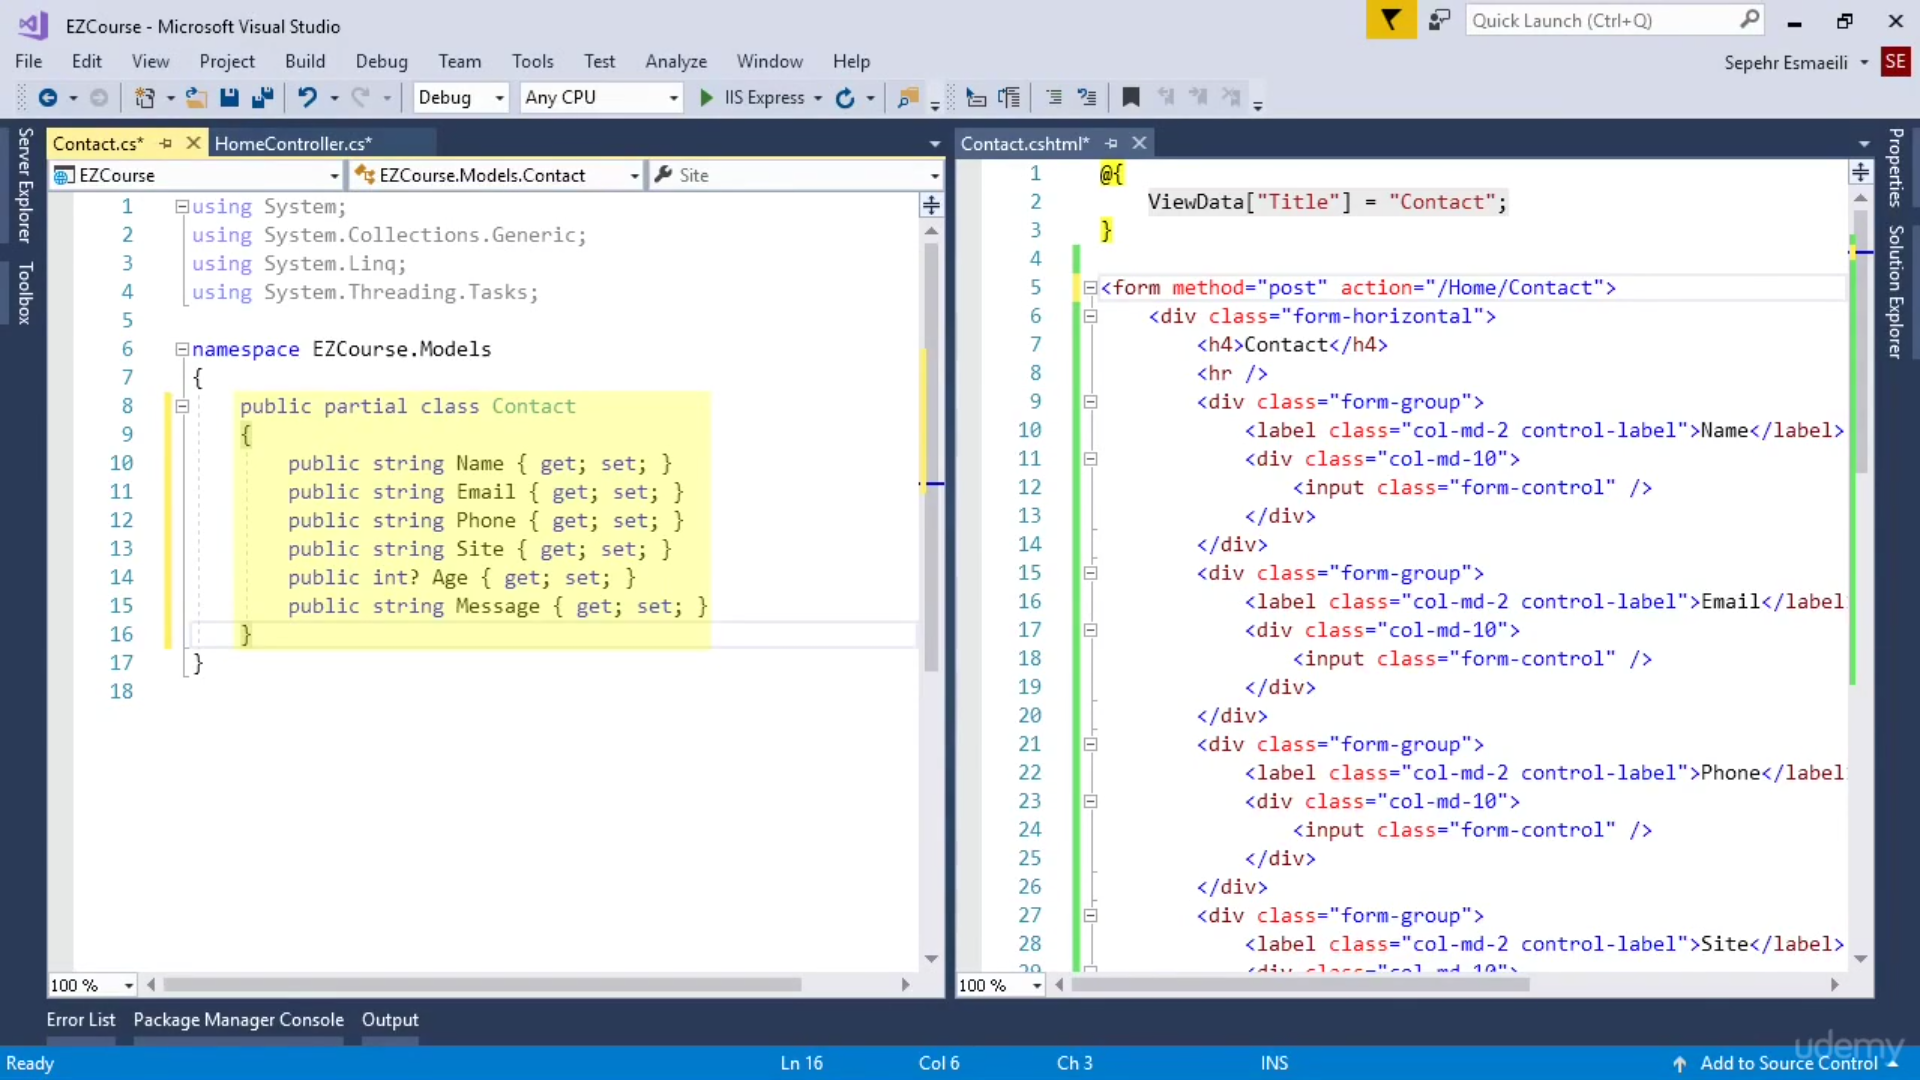 EZCourse - Microsoft Visual Studio
Quick Launch (Ctrl+Q)
File Edit View Project Build Debug Team Tools Test Analyze Window Help
Sepehr Esmaeili
SE
Debug
Any CPU
IIS Express
Server Explorer
Toolbox
Contact.cs*
HomeController.cs*
EZCourse
EZCourse.Models.Contact
Site
1 using System;
2 using System.Collections.Generic;
3 using System.Linq;
4 using System.Threading.Tasks;
5
6 namespace EZCourse.Models
7 {
8 public partial class Contact
9 {
10 public string Name { get; set; }
11 public string Email { get; set; }
12 public string Phone { get; set; }
13 public string Site { get; set; }
14 public int? Age { get; set; }
15 public string Message { get; set; }
16 }
17 }
18
100 %
Contact.cshtml*
1 @{
2 ViewData["Title"] = "Contact";
3 }
4
5 <form method="post" action="/Home/Contact">
6 <div class="form-horizontal">
7 <h4>Contact</h4>
8 <hr />
9 <div class="form-group">
10 <label class="col-md-2 control-label">Name</label>
11 <div class="col-md-10">
12 <input class="form-control" />
13 </div>
14 </div>
15 <div class="form-group">
16 <label class="col-md-2 control-label">Email</label
17 <div class="col-md-10">
18 <input class="form-control" />
19 </div>
20 </div>
21 <div class="form-group">
22 <label class="col-md-2 control-label">Phone</label
23 <div class="col-md-10">
24 <input class="form-control" />
25 </div>
26 </div>
27 <div class="form-group">
28 <label class="col-md-2 control-label">Site</label>
29 <div class="col-md-10">
100 %
Properties
Solution Explorer
Error List Package Manager Console Output
Ready
Ln 16
Col 6
Ch 3
INS
Add to Source Control
udemy